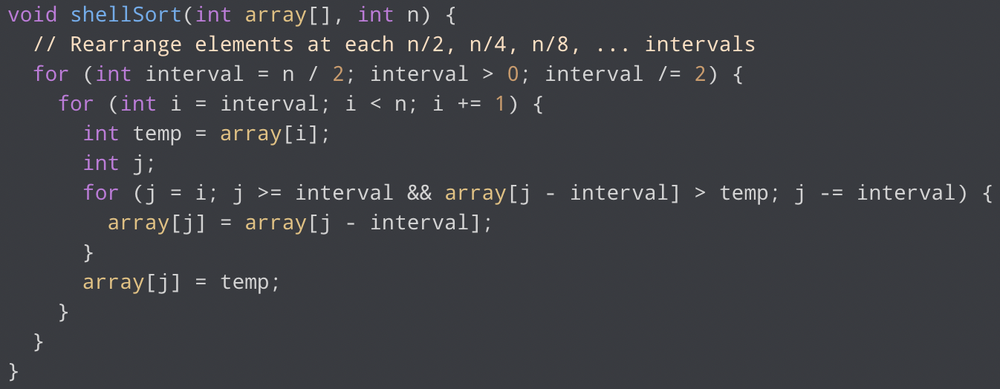 void shellSort(int array[], int n) {
  // Rearrange elements at each n/2, n/4, n/8, ... intervals
  for (int interval = n / 2; interval > 0; interval /= 2) {
    for (int i = interval; i < n; i += 1) {
      int temp = array[i];
      int j;
      for (j = i; j >= interval && array[j - interval] > temp; j -= interval) {
        array[j] = array[j - interval];
      }
      array[j] = temp;
    }
  }
}